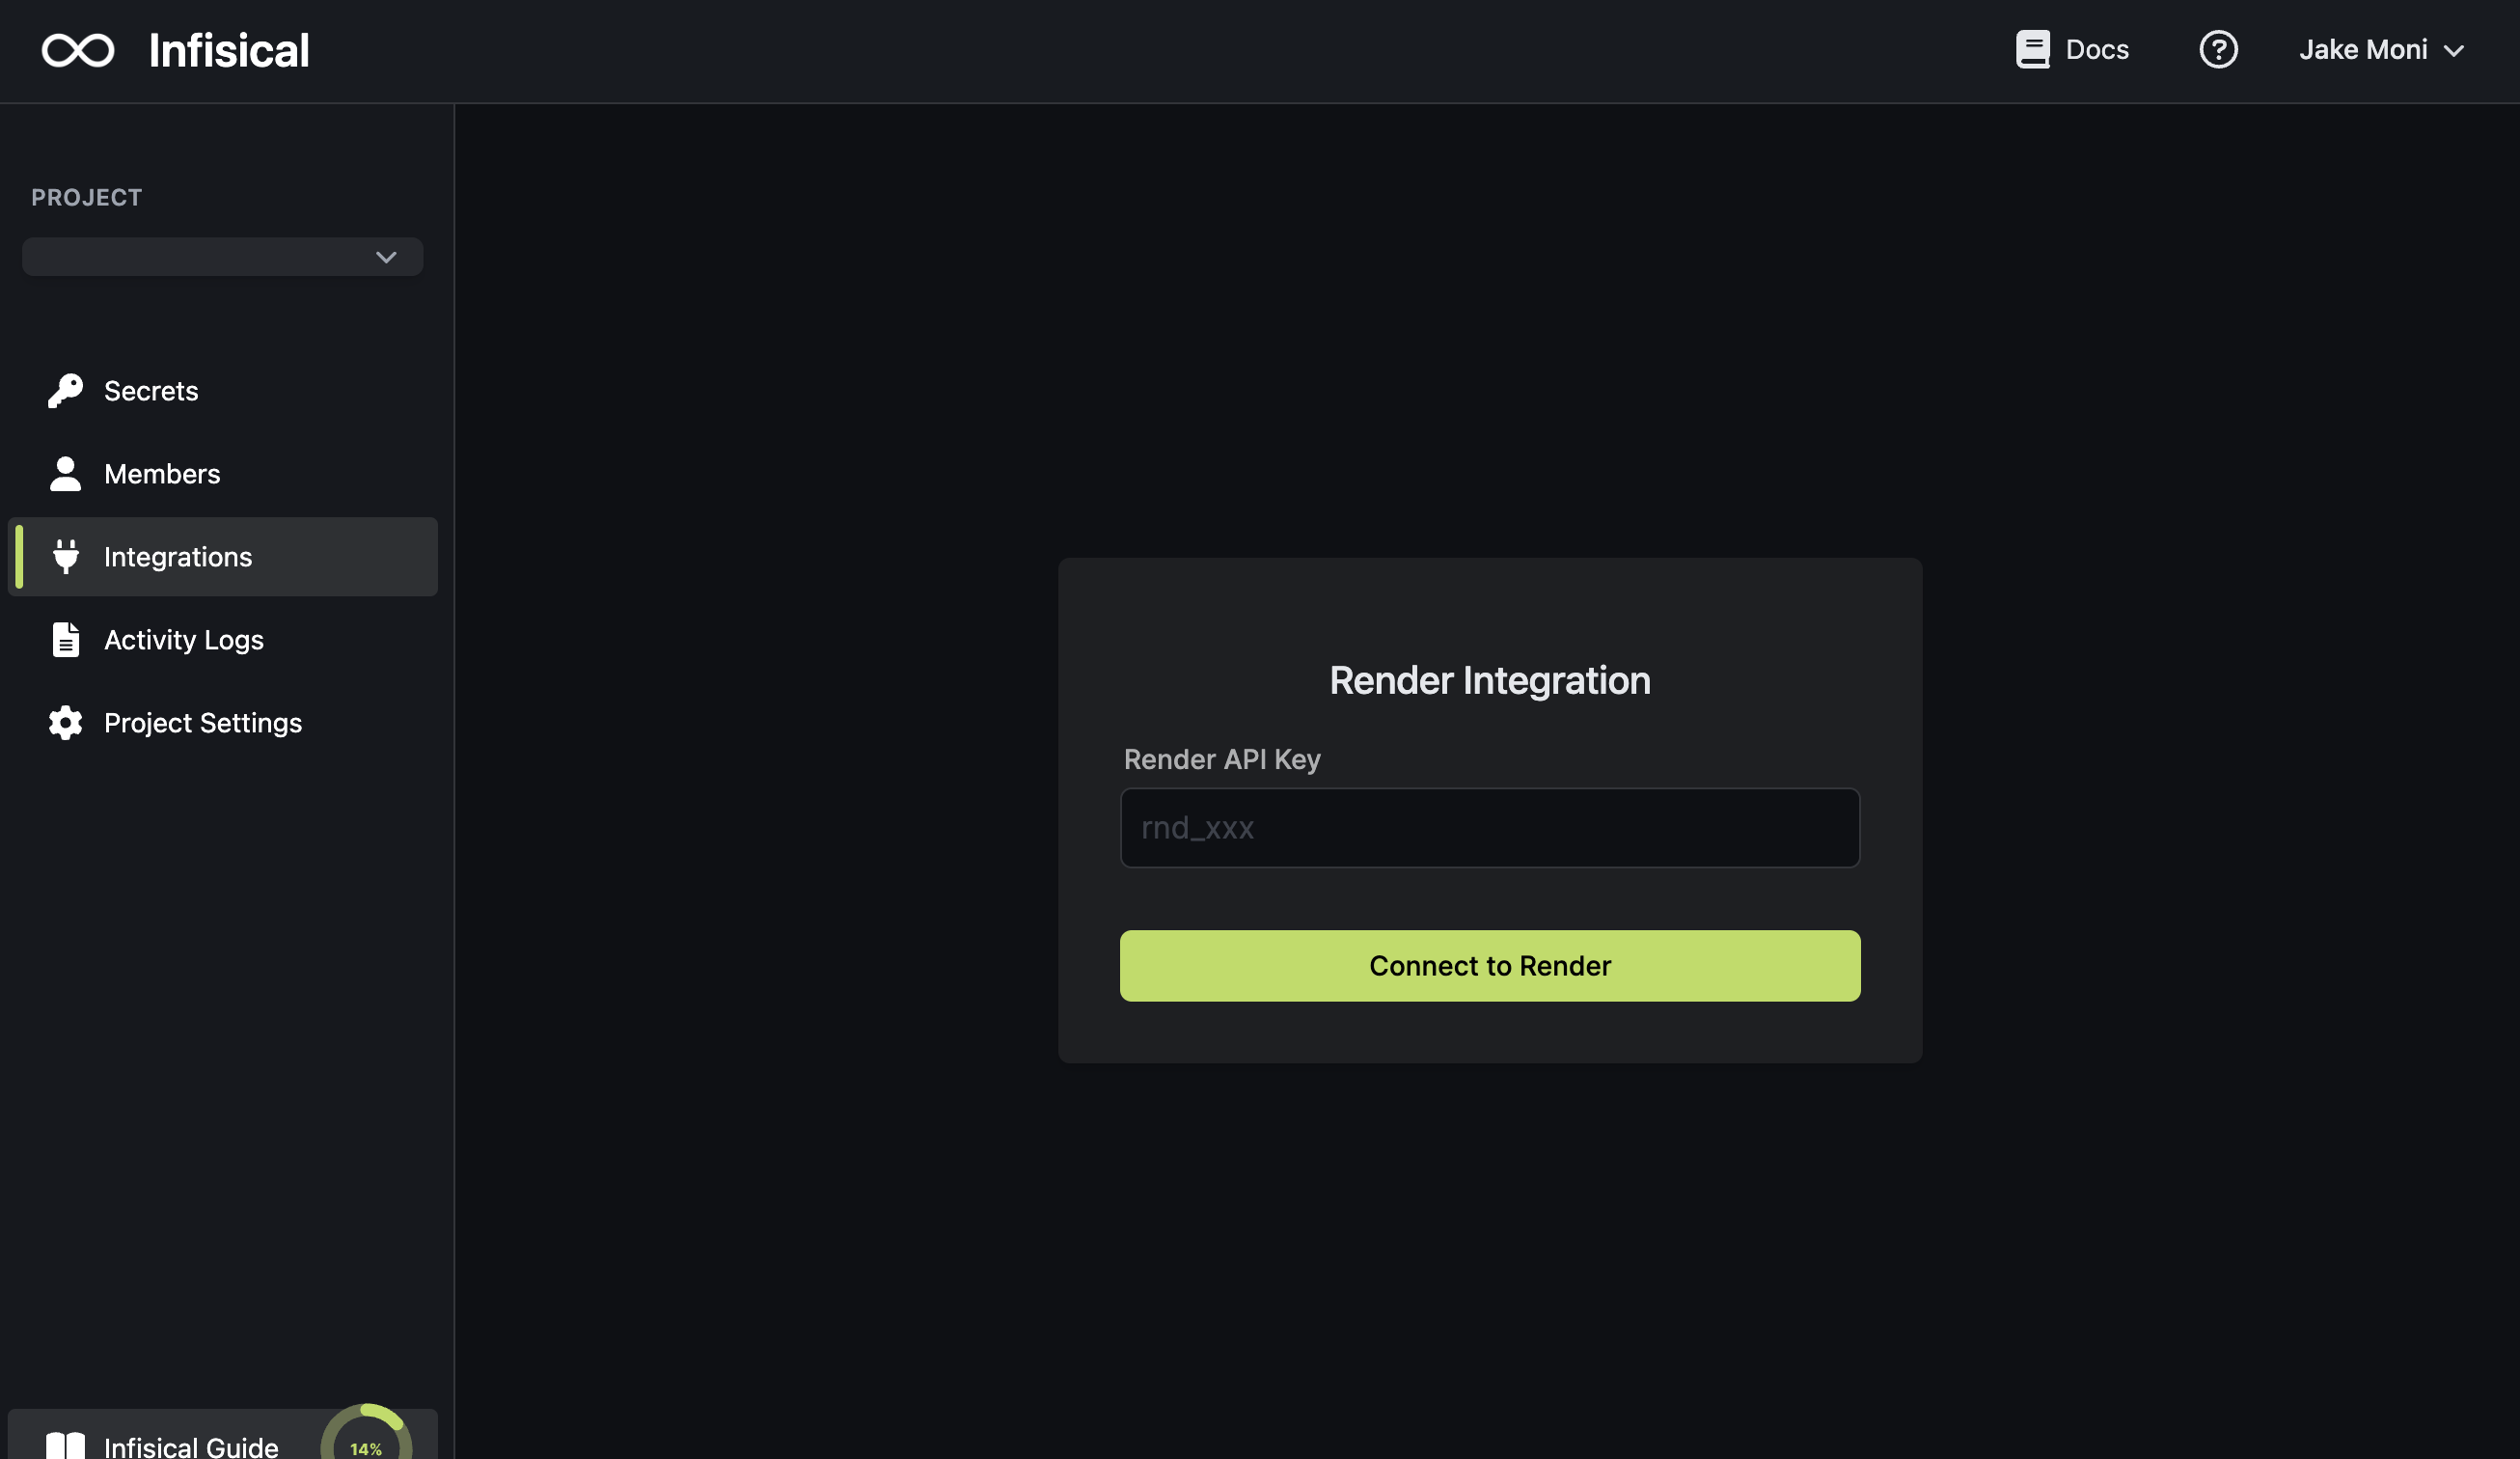 Infisical
Docs
Jake Moni
PROJECT
Secrets
Members
Integrations
Activity Logs
Project Settings
Render Integration
Render API Key
rnd_xxx
Connect to Render
Infisical Guide
14%